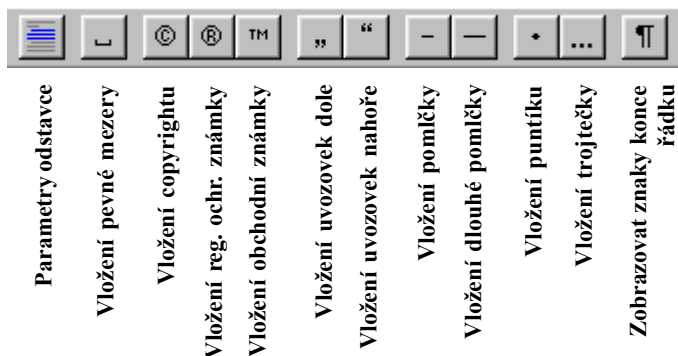 © ® TM „ “ – — • ... ¶
Parametry odstavce
Vložení pevné mezery
Vložení copyrightu
Vložení reg. ochr. známky
Vložení obchodní známky
Vložení uvozovek dole
Vložení uvozovek nahoře
Vložení pomlčky
Vložení dlouhé pomlčky
Vložení puntíku
Vložení trojtečky
Zobrazovat znaky konce
řádku